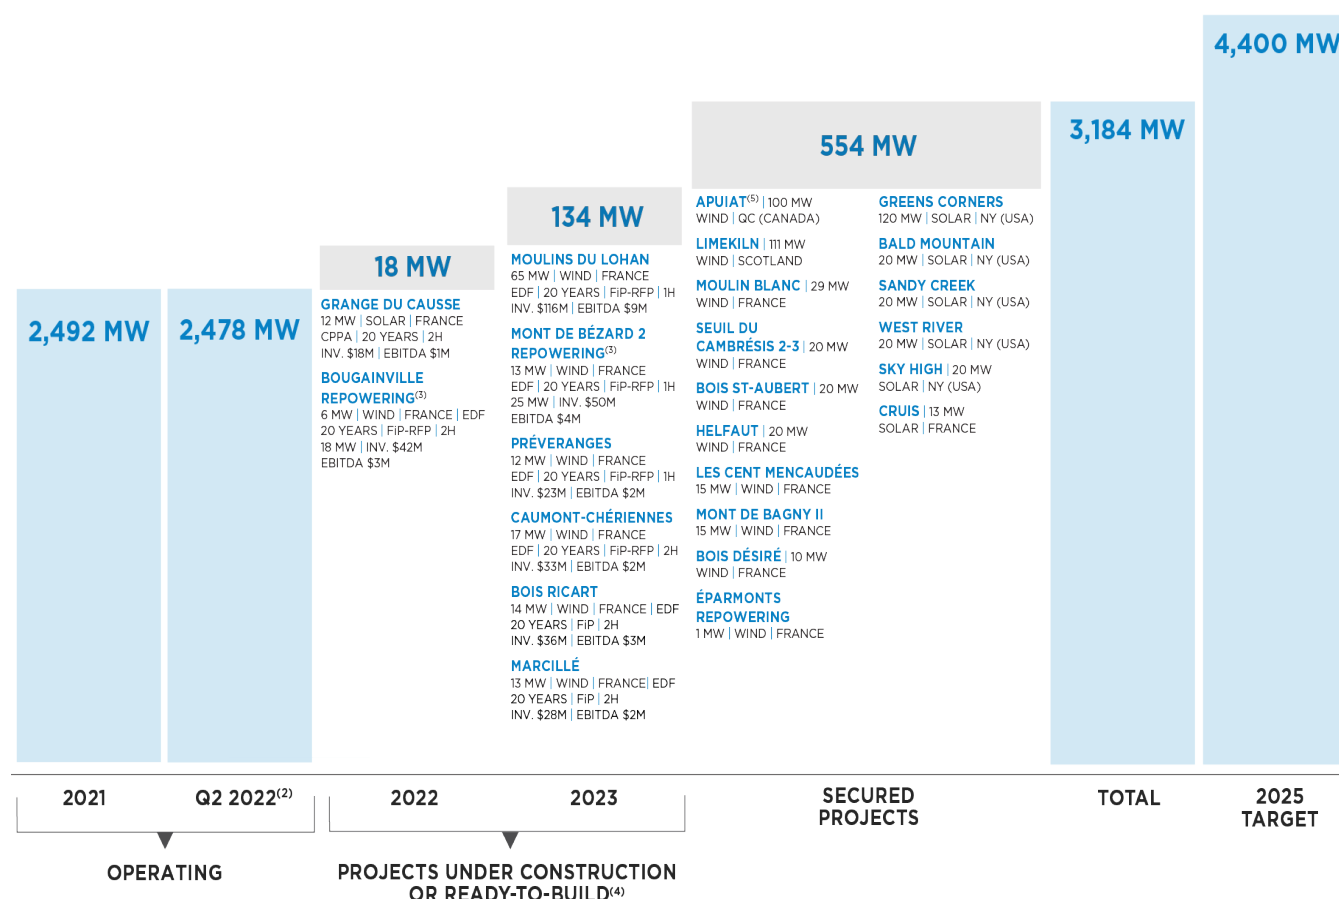 4,400 MW
3,184 MW
554 MW
134 MW
18 MW
2,492 MW
2,478 MW
GRANGE DU CAUSSE
12 MW | SOLAR | FRANCE
CPPA | 20 YEARS | 2H
INV. $18M | EBITDA $1M
BOUGAINVILLE
REPOWERING(3)
6 MW | WIND | FRANCE | EDF
20 YEARS | FiP-RFP | 2H
18 MW | INV. $42M
EBITDA $3M
MOULINS DU LOHAN
65 MW | WIND | FRANCE
EDF | 20 YEARS | FiP-RFP | 1H
INV. $116M | EBITDA $9M
MONT DE BÉZARD 2
REPOWERING(3)
13 MW | WIND | FRANCE
EDF | 20 YEARS | FiP-RFP | 1H
25 MW | INV. $50M
EBITDA $4M
PRÉVERANGES
12 MW | WIND | FRANCE
EDF | 20 YEARS | FiP-RFP | 1H
INV. $23M | EBITDA $2M
CAUMONT-CHÉRIENNES
17 MW | WIND | FRANCE
EDF | 20 YEARS | FiP-RFP | 2H
INV. $33M | EBITDA $2M
BOIS RICART
14 MW | WIND | FRANCE | EDF
20 YEARS | FiP | 2H
INV. $36M | EBITDA $3M
MARCILLÉ
13 MW | WIND | FRANCE | EDF
20 YEARS | FiP | 2H
INV. $28M | EBITDA $2M
APUIAT(5) | 100 MW
WIND | QC (CANADA)
LIMEKILN | 111 MW
WIND | SCOTLAND
MOULIN BLANC | 29 MW
WIND | FRANCE
SEUIL DU
CAMBRÉSIS 2-3 | 20 MW
WIND | FRANCE
BOIS ST-AUBERT | 20 MW
WIND | FRANCE
HELFAUT | 20 MW
WIND | FRANCE
LES CENT MENCAUDÉES
15 MW | WIND | FRANCE
MONT DE BAGNY II
15 MW | WIND | FRANCE
BOIS DÉSIRÉ | 10 MW
WIND | FRANCE
ÉPARMONTS
REPOWERING
1 MW | WIND | FRANCE
GREENS CORNERS
120 MW | SOLAR | NY (USA)
BALD MOUNTAIN
20 MW | SOLAR | NY (USA)
SANDY CREEK
20 MW | SOLAR | NY (USA)
WEST RIVER
20 MW | SOLAR | NY (USA)
SKY HIGH | 20 MW
SOLAR | NY (USA)
CRUIS | 13 MW
SOLAR | FRANCE
2021
Q2 2022(2)
2022
2023
SECURED
PROJECTS
TOTAL
2025
TARGET
OPERATING
PROJECTS UNDER CONSTRUCTION
OR READY-TO-BUILD(4)